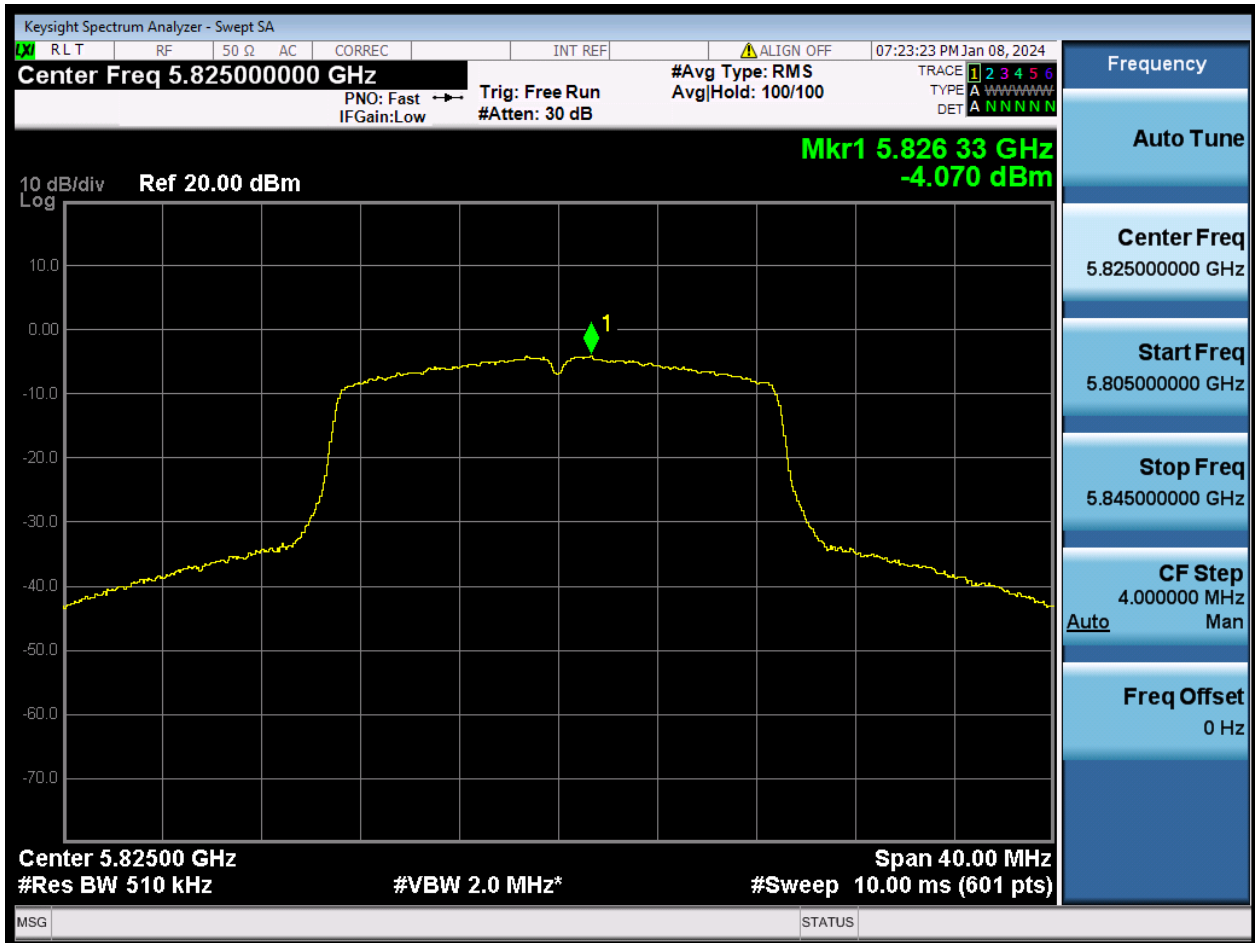 Keysight Spectrum Analyzer - Swept SA
LXI RLT RF 50 Ω AC CORREC INT REF ALIGN OFF 07:23:23 PM Jan 08, 2024
Center Freq 5.825000000 GHz
PNO: Fast
IFGain:Low
Trig: Free Run
#Atten: 30 dB
#Avg Type: RMS
Avg|Hold: 100/100
TRACE 1 2 3 4 5 6
TYPE A WWWWW
DET A N N N N N
Mkr1 5.826 33 GHz
-4.070 dBm
10 dB/div Ref 20.00 dBm
Log
10.0
0.00
-10.0
-20.0
-30.0
-40.0
-50.0
-60.0
-70.0
1
Center 5.82500 GHz Span 40.00 MHz
#Res BW 510 kHz #VBW 2.0 MHz* #Sweep 10.00 ms (601 pts)
MSG STATUS
Frequency
Auto Tune
Center Freq
5.825000000 GHz
Start Freq
5.805000000 GHz
Stop Freq
5.845000000 GHz
CF Step
4.000000 MHz
Auto Man
Freq Offset
0 Hz